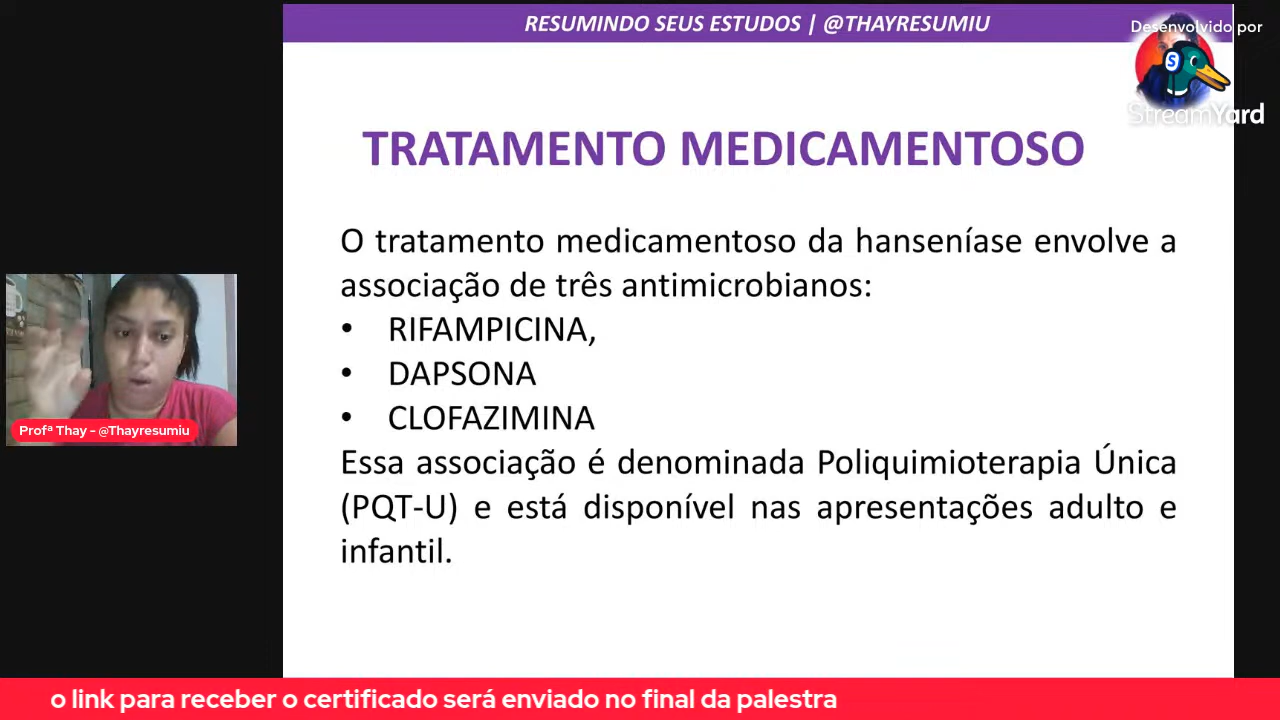 RESUMINDO SEUS ESTUDOS | @THAYRESUMIU
Desenvolvido por
S
StreamYard
TRATAMENTO MEDICAMENTOSO
O tratamento medicamentoso da hanseníase envolve a
associação de três antimicrobianos:
• RIFAMPICINA,
• DAPSONA
• CLOFAZIMINA
Essa associação é denominada Poliquimioterapia Única
(PQT-U) e está disponível nas apresentações adulto e
infantil.
Profª Thay - @Thayresumiu
o link para receber o certificado será enviado no final da palestra